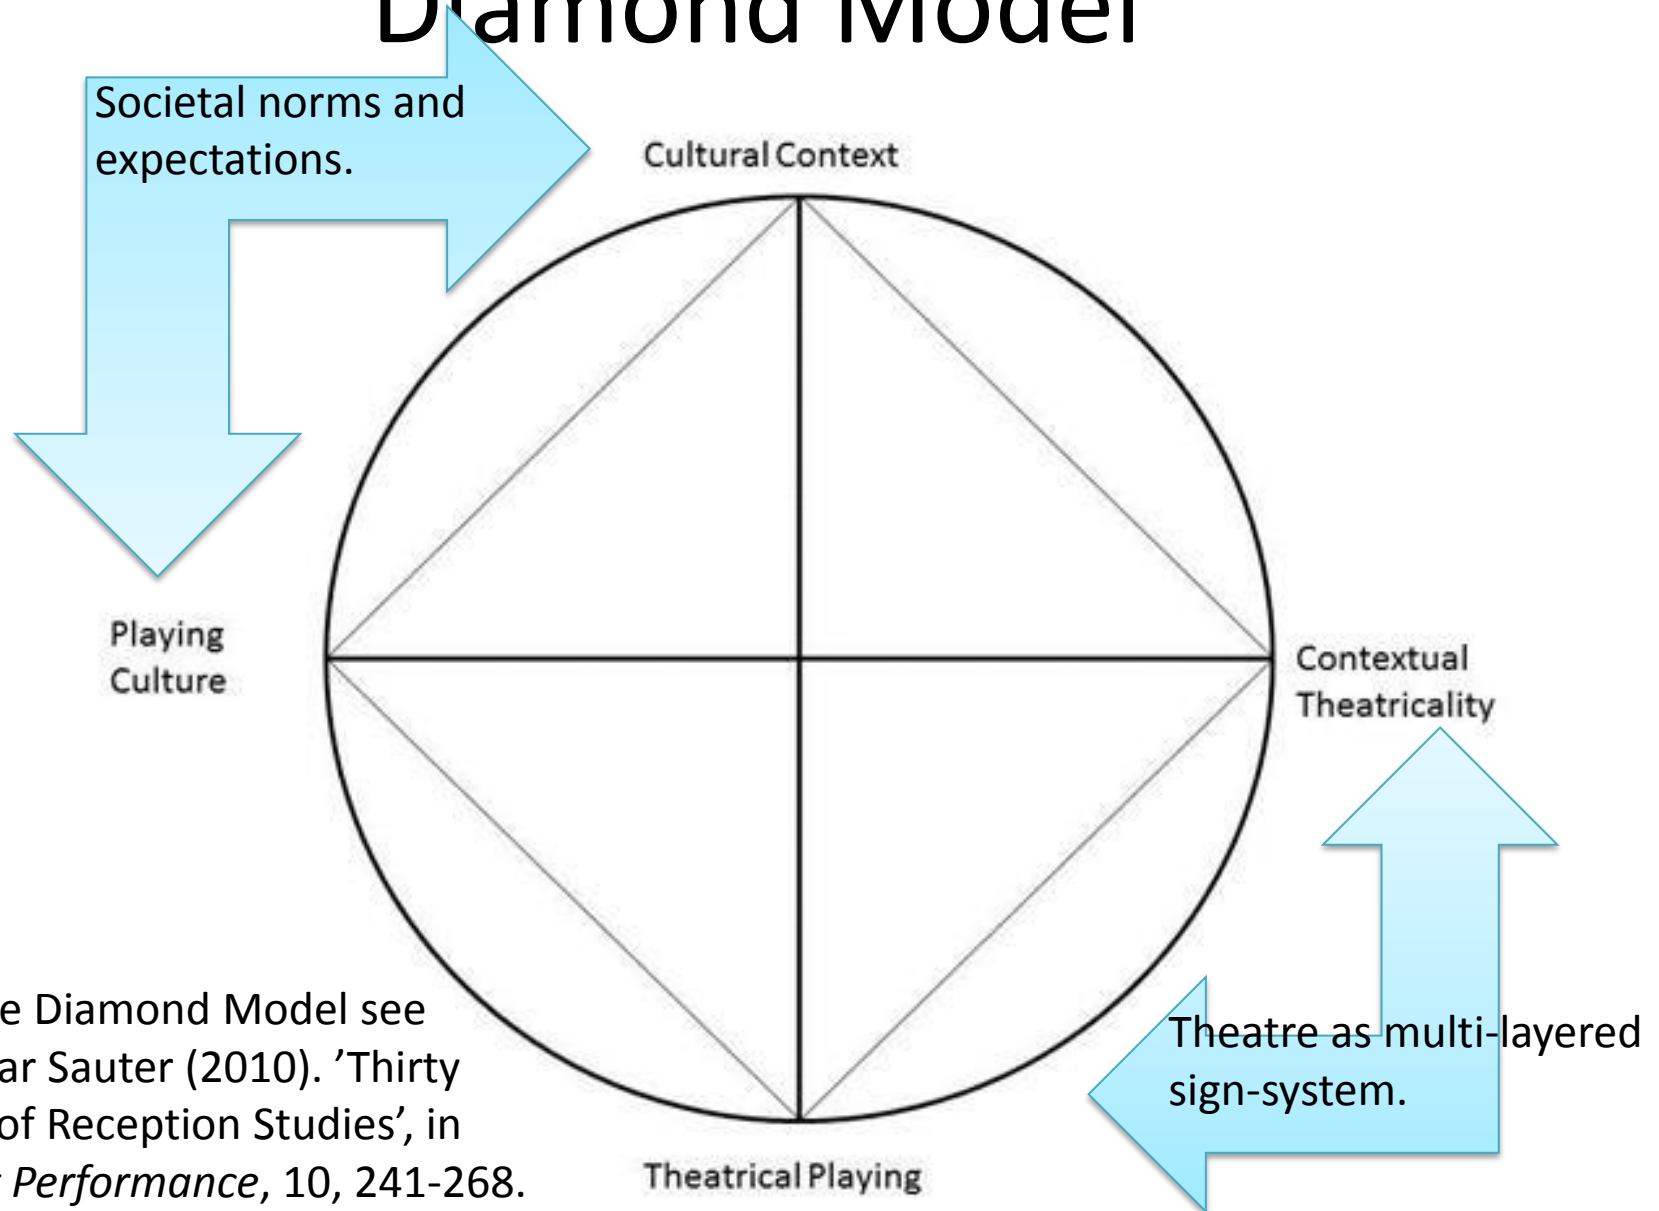 Diamond Model
Societal norms and
expectations.
Cultural Context
Playing
Culture
Contextual
Theatricality
Theatre as multi-layered
sign-system.
e Diamond Model see
ar Sauter (2010). ’Thirty
of Reception Studies’, in
Performance, 10, 241-268.
Theatrical Playing